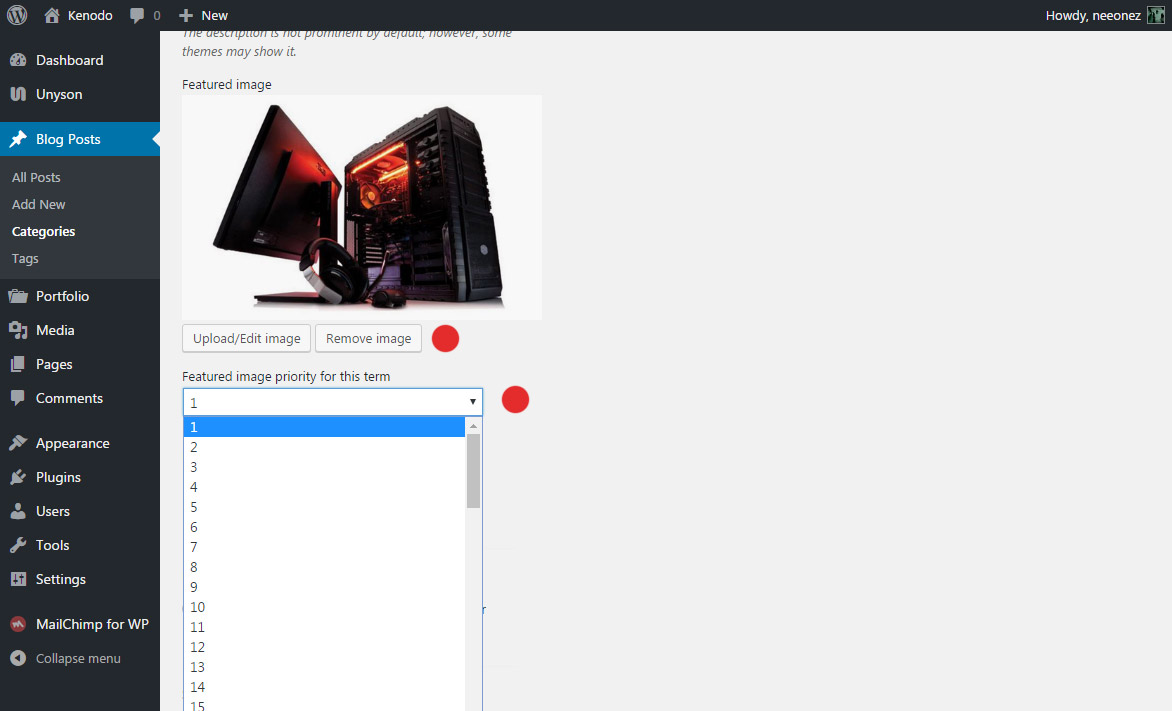 Kenodo
0
New
Howdy, neeonez
Dashboard
Unyson
Blog Posts
All Posts
Add New
Categories
Tags
Portfolio
Media
Pages
Comments
Appearance
Plugins
Users
Tools
Settings
MailChimp for WP
Collapse menu
The description is not prominent by default; however, some
themes may show it.
Featured image
Upload/Edit image
Remove image
Featured image priority for this term
1
1
2
3
4
5
6
7
8
9
10
11
12
13
14
15